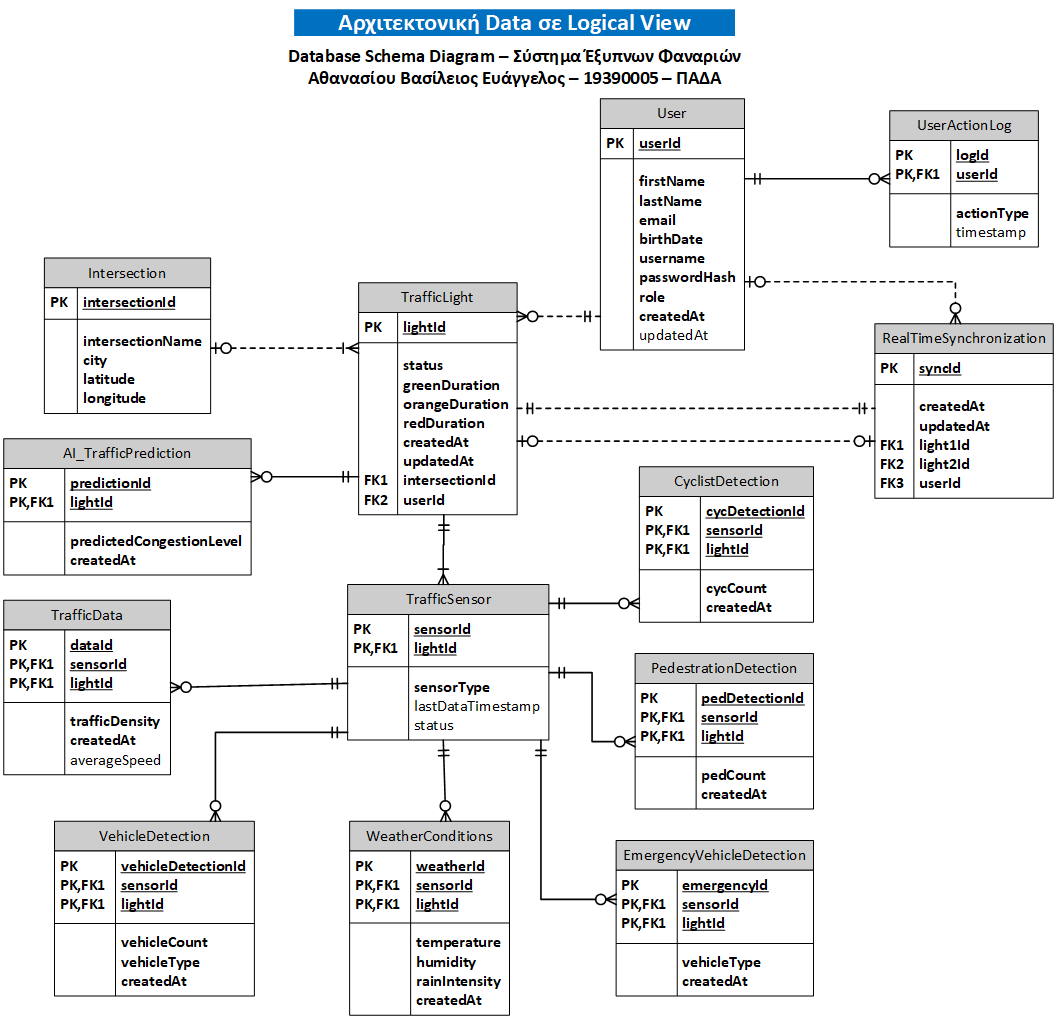 Αρχιτεκτονική Data σε Logical View
Database Schema Diagram – Σύστημα Έξυπνων Φαναριών
Αθανασίου Βασίλειος Ευάγγελος – 19390005 – ΠΑΔΑ
User
PK userId
firstName
lastName
email
birthDate
username
passwordHash
role
createdAt
updatedAt
UserActionLog
PK logId
PK,FK1 userId
actionType
timestamp
Intersection
PK intersectionId
intersectionName
city
latitude
longitude
TrafficLight
PK lightId
status
greenDuration
orangeDuration
redDuration
createdAt
updatedAt
FK1 intersectionId
FK2 userId
RealTimeSynchronization
PK syncId
createdAt
updatedAt
FK1 light1Id
FK2 light2Id
FK3 userId
AI_TrafficPrediction
PK predictionId
PK,FK1 lightId
predictedCongestionLevel
createdAt
CyclistDetection
PK cycDetectionId
PK,FK1 sensorId
PK,FK1 lightId
cycCount
createdAt
TrafficData
PK dataId
PK,FK1 sensorId
PK,FK1 lightId
trafficDensity
createdAt
averageSpeed
TrafficSensor
PK sensorId
PK,FK1 lightId
sensorType
lastDataTimestamp
status
PedestrationDetection
PK pedDetectionId
PK,FK1 sensorId
PK,FK1 lightId
pedCount
createdAt
VehicleDetection
PK vehicleDetectionId
PK,FK1 sensorId
PK,FK1 lightId
vehicleCount
vehicleType
createdAt
WeatherConditions
PK weatherId
PK,FK1 sensorId
PK,FK1 lightId
temperature
humidity
rainIntensity
createdAt
EmergencyVehicleDetection
PK emergencyId
PK,FK1 sensorId
PK,FK1 lightId
vehicleType
createdAt